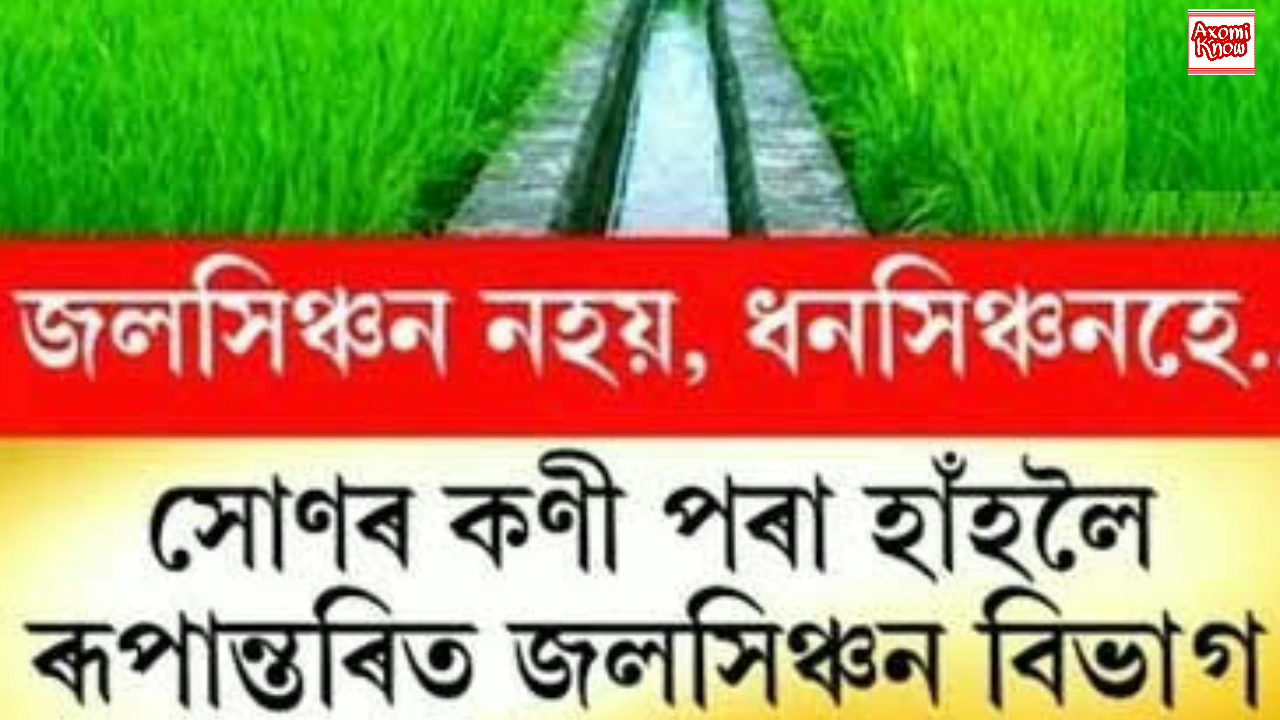 Axomi
Know
জলসিঞ্চন নহয়, ধনসিঞ্চনহে..
সোণৰ কণী পৰা হাঁহলৈ
ৰূপান্তৰিত জলসিঞ্চন বিভাগ